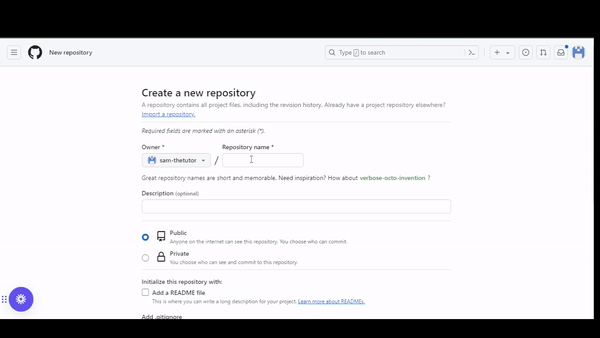 New repository
Type / to search
Create a new repository
A repository contains all project files, including the revision history. Already have a project repository elsewhere?
Import a repository.
Required fields are marked with an asterisk (*).
Owner *
Repository name *
sam-thetutor
/
Great repository names are short and memorable. Need inspiration? How about verbose-octo-invention ?
Description (optional)
Public
Anyone on the internet can see this repository. You choose who can commit.
Private
You choose who can see and commit to this repository.
Initialize this repository with:
Add a README file
This is where you can write a long description for your project. Learn more about READMEs.
Add .gitignore